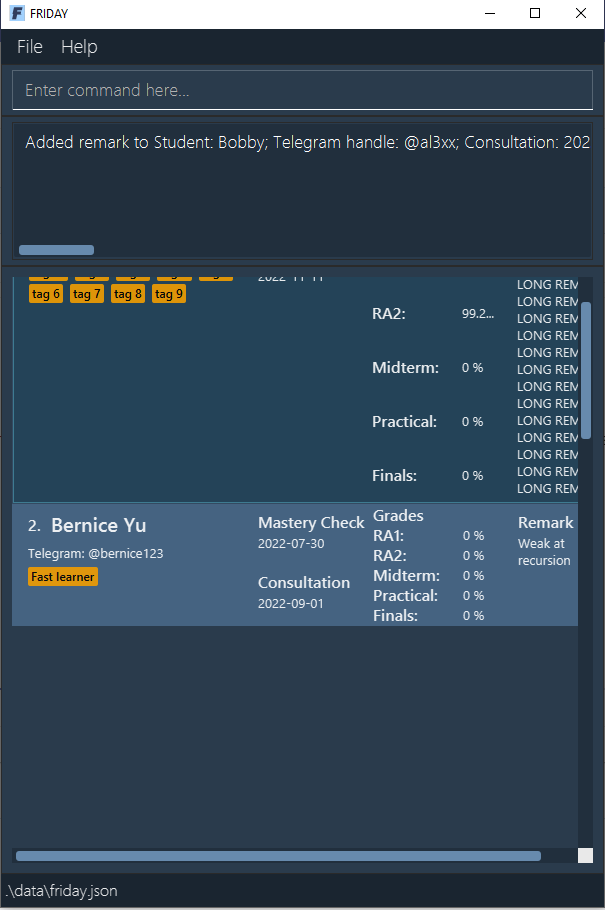 FRIDAY
File Help
Enter command here...
Added remark to Student: Bobby; Telegram handle: @al3xx; Consultation: 202
tag 6 tag 7 tag 8 tag 9
2022-11-11
RA2: 99.2...
Midterm: 0 %
Practical: 0 %
Finals: 0 %
LONG REM
LONG REM
LONG REM
LONG REM
LONG REM
LONG REM
LONG REM
LONG REM
LONG REM
LONG REM
LONG REM
LONG REM
LONG REM
2. Bernice Yu
Telegram: @bernice123
Fast learner
Mastery Check
2022-07-30
Consultation
2022-09-01
Grades
RA1: 0 %
RA2: 0 %
Midterm: 0 %
Practical: 0 %
Finals: 0 %
Remark
Weak at
recursion
.\data\friday.json